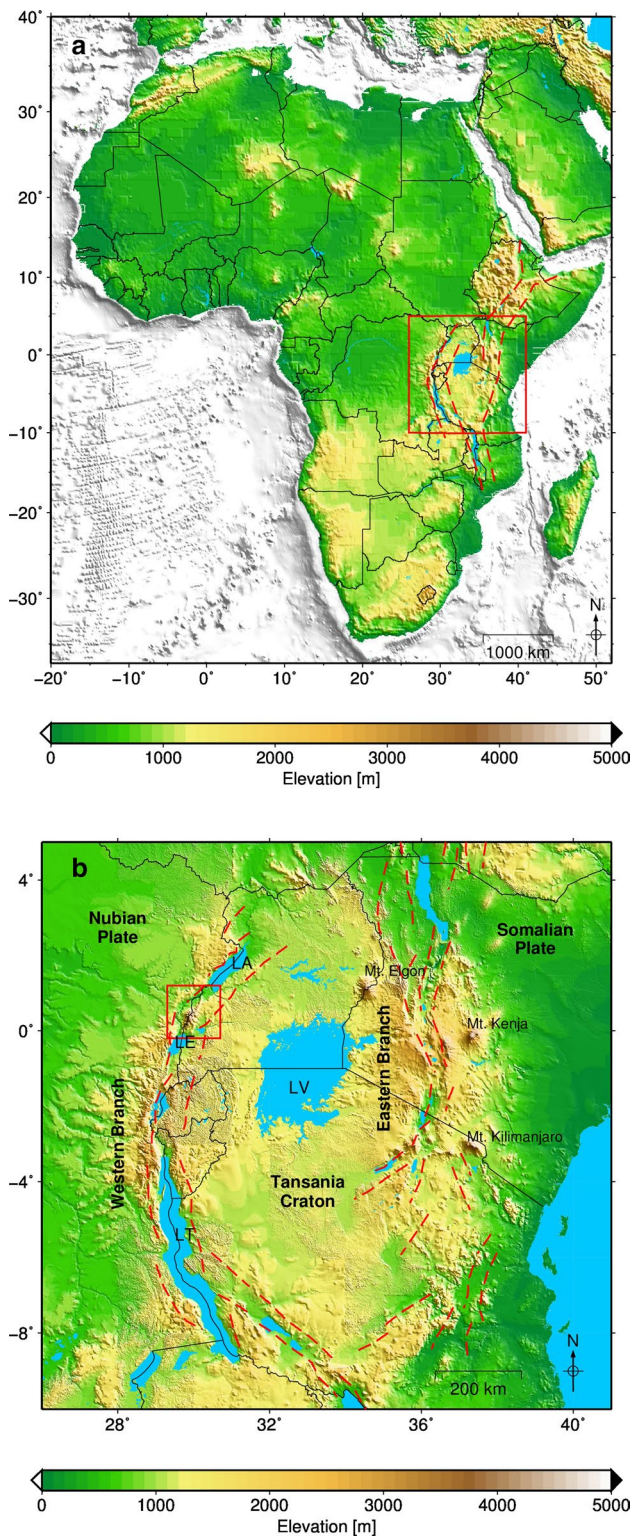 a
40˚
30˚
20˚
10˚
0˚
−10˚
−20˚
−30˚
N
1000 km
−20˚ −10˚ 0˚ 10˚ 20˚ 30˚ 40˚ 50˚
0 1000 2000 3000 4000 5000
Elevation [m]
b
4˚
Nubian
Plate
Somalian
Plate
LA
Mt. Elgon
Mt. Kenja
0˚
LE
LV
Eastern Branch
Western Branch
Mt. Kilimanjaro
−4˚
Tansania
Craton
LT
−8˚
N
200 km
28˚ 32˚ 36˚ 40˚
0 1000 2000 3000 4000 5000
Elevation [m]